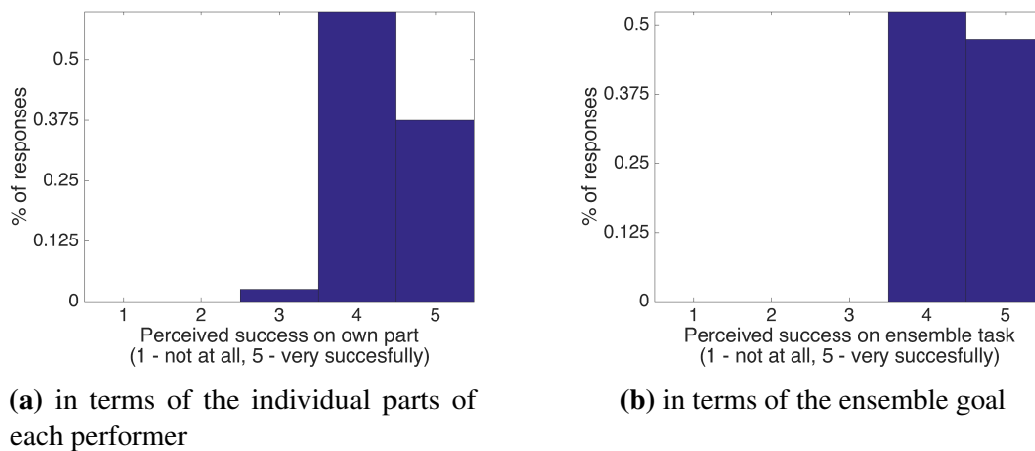 0.5
0.375
0.25
0.125
0
% of responses
1 2 3 4 5
Perceived success on own part
(1 - not at all, 5 - very succesfully)
(a) in terms of the individual parts of
each performer
0.5
0.375
0.25
0.125
0
% of responses
1 2 3 4 5
Perceived success on ensemble task
(1 - not at all, 5 - very succesfully)
(b) in terms of the ensemble goal